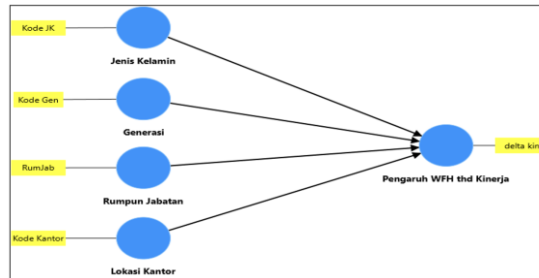 Kode JK
Jenis Kelamin
Kode Gen
Generasi
RumJab
Rumpun Jabatan
Kode Kantor
Lokasi Kantor
delta kin
Pengaruh WFH thd Kinerja